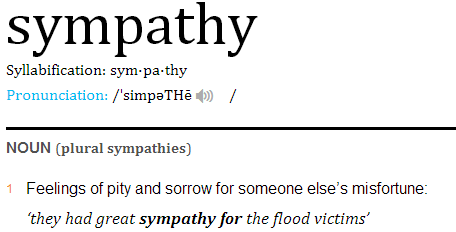 sympathy
Syllabification: sym·pa·thy
Pronunciation: /ˈsimpəTHē /
NOUN (plural sympathies)
1 Feelings of pity and sorrow for someone else’s misfortune:
‘they had great sympathy for the flood victims’